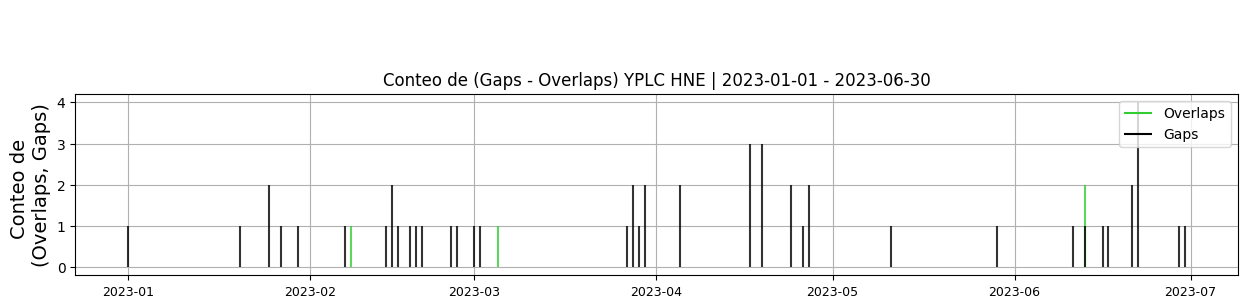 Conteo de (Gaps - Overlaps) YPLC HNE | 2023-01-01 - 2023-06-30
Conteo de
(Overlaps, Gaps)
4
3
2
1
0
Overlaps
Gaps
2023-01
2023-02
2023-03
2023-04
2023-05
2023-06
2023-07